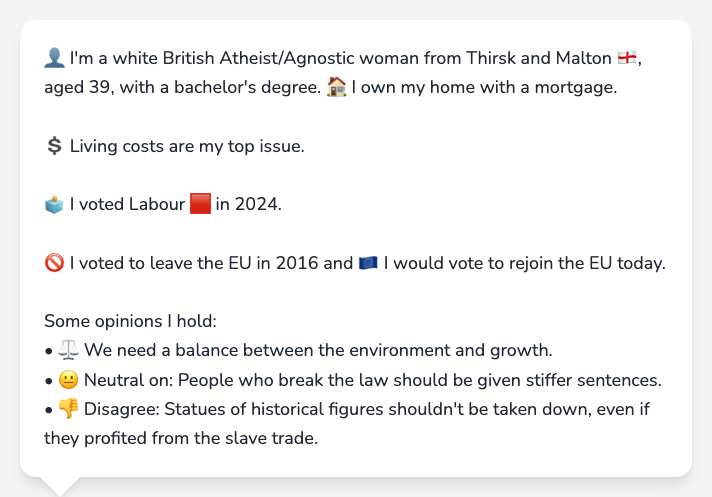 👤 I'm a white British Atheist/Agnostic woman from Thirsk and Malton 🏴󠁧󠁢󠁥󠁮󠁧󠁿,
aged 39, with a bachelor's degree. 🏠 I own my home with a mortgage.
💲 Living costs are my top issue.
🗳️ I voted Labour 🟥 in 2024.
🚫 I voted to leave the EU in 2016 and 🇪🇺 I would vote to rejoin the EU today.
Some opinions I hold:
• ⚖️ We need a balance between the environment and growth.
• 😐 Neutral on: People who break the law should be given stiffer sentences.
• 👎 Disagree: Statues of historical figures shouldn't be taken down, even if
they profited from the slave trade.